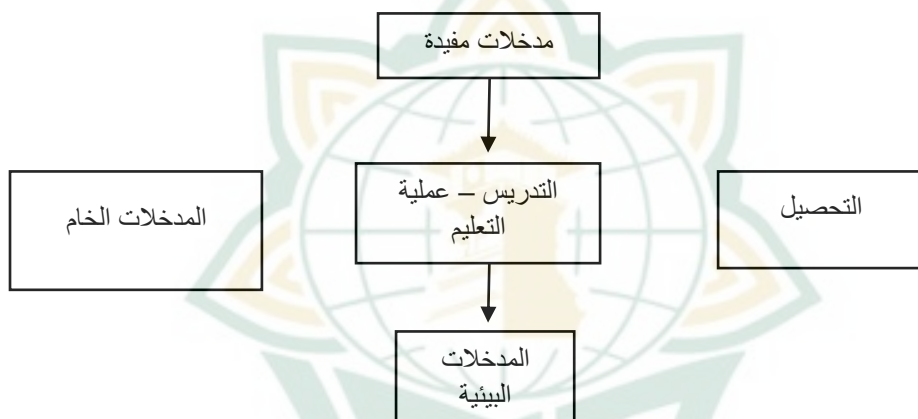 مدخلات مفيدة
المدخلات الخام
التدريس – عملية
التعليم
التحصيل
المدخلات
البيئية